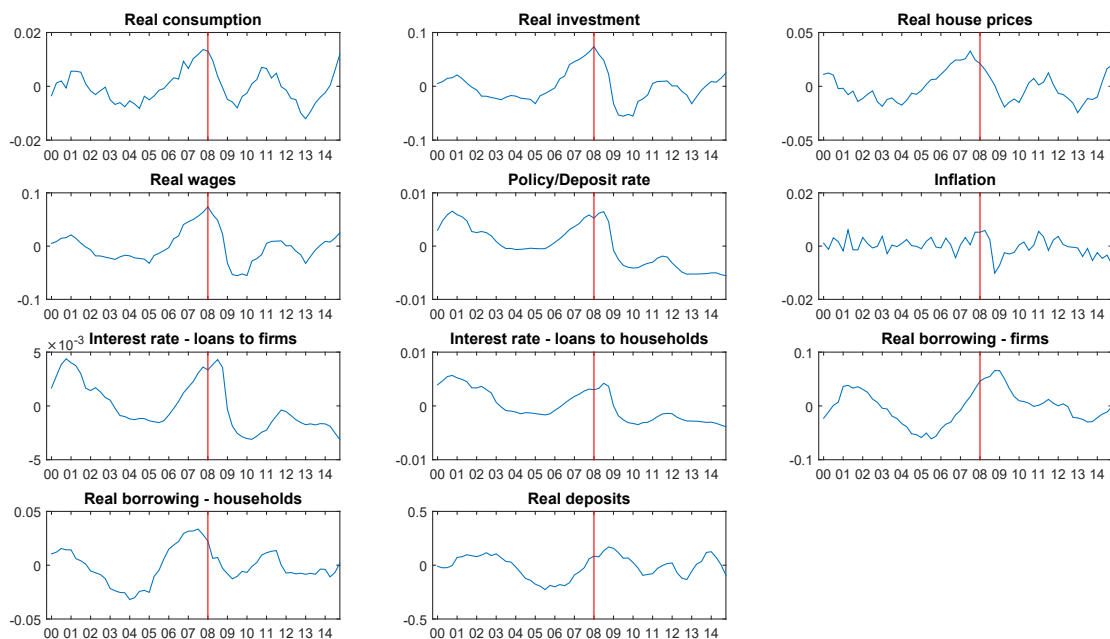 Real consumption
0.02
0
-0.02
00 01 02 03 04 05 06 07 08 09 10 11 12 13 14
Real investment
0.1
0
-0.1
00 01 02 03 04 05 06 07 08 09 10 11 12 13 14
Real house prices
0.05
0
-0.05
00 01 02 03 04 05 06 07 08 09 10 11 12 13 14
Real wages
0.1
0
-0.1
00 01 02 03 04 05 06 07 08 09 10 11 12 13 14
Policy/Deposit rate
0.01
0
-0.01
00 01 02 03 04 05 06 07 08 09 10 11 12 13 14
Inflation
0.02
0
-0.02
00 01 02 03 04 05 06 07 08 09 10 11 12 13 14
Interest rate - loans to firms
5 ×10⁻³
0
-5
00 01 02 03 04 05 06 07 08 09 10 11 12 13 14
Interest rate - loans to households
0.01
0
-0.01
00 01 02 03 04 05 06 07 08 09 10 11 12 13 14
Real borrowing - firms
0.1
0
-0.1
00 01 02 03 04 05 06 07 08 09 10 11 12 13 14
Real borrowing - households
0.05
0
-0.05
00 01 02 03 04 05 06 07 08 09 10 11 12 13 14
Real deposits
0.5
0
-0.5
00 01 02 03 04 05 06 07 08 09 10 11 12 13 14